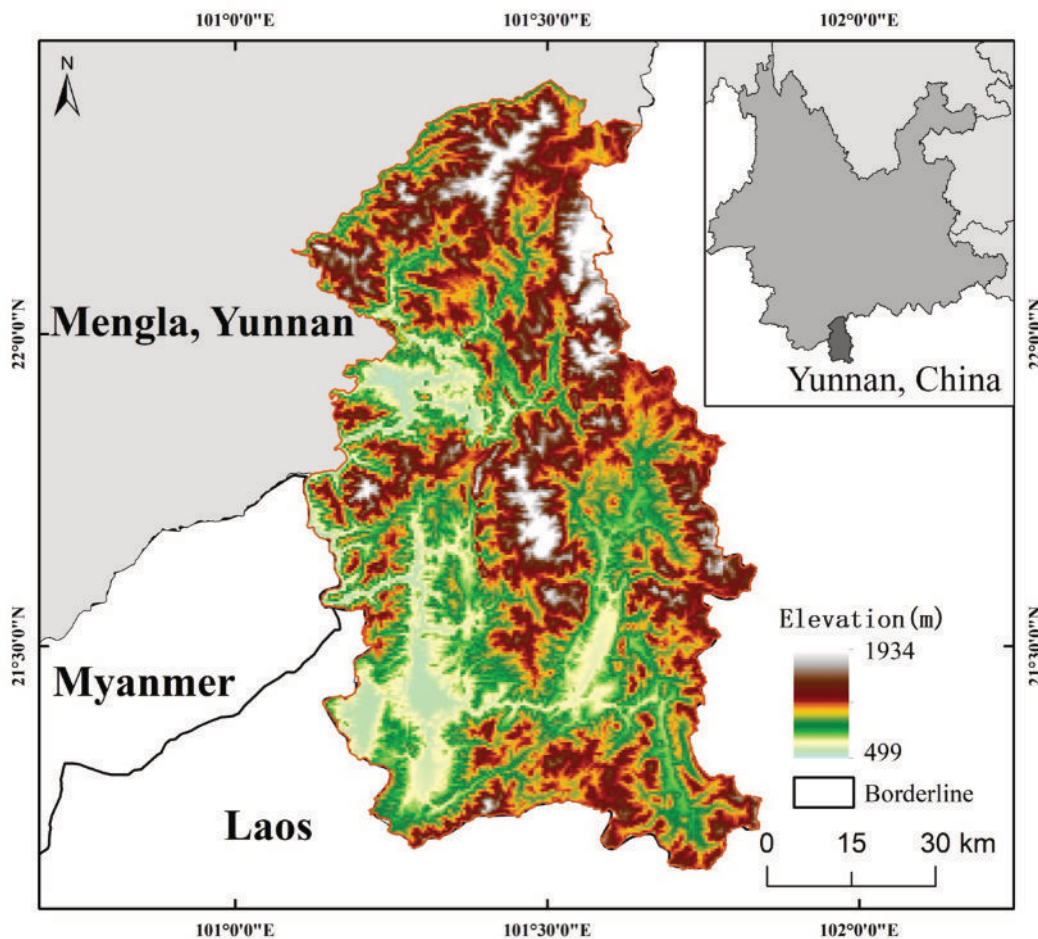 101°0'0"E 101°30'0"E 102°0'0"E
N
Mengla, Yunnan
22°0'0"N
22°0'0"N
Yunnan, China
Elevation(m)
1934
499
Borderline
21°30'0"N
21°30'0"N
Myanmer
Laos
0 15 30 km
101°0'0"E 101°30'0"E 102°0'0"E